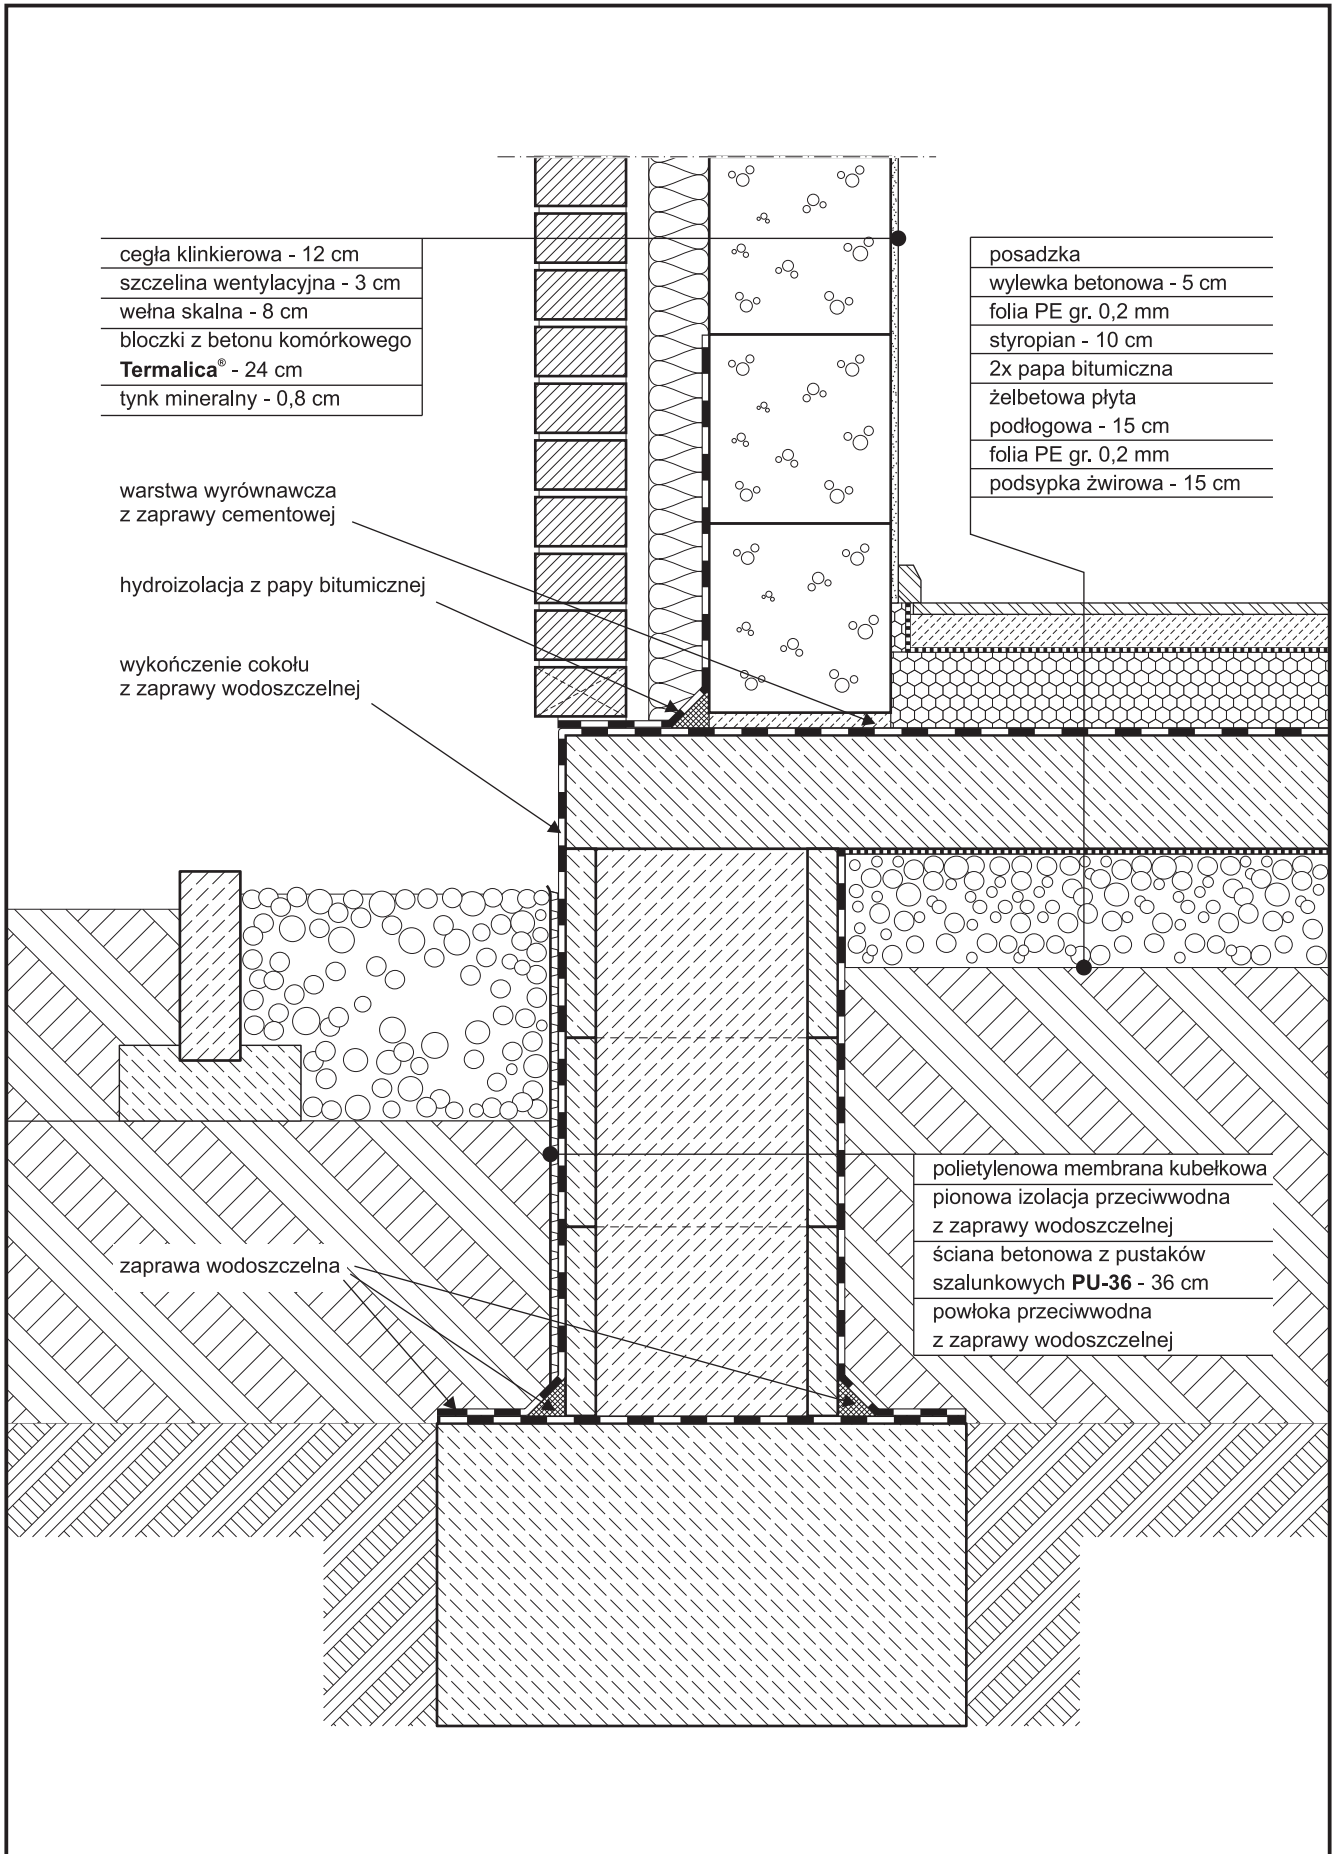 cegła klinkierowa - 12 cm
szczelina wentylacyjna - 3 cm
wełna skalna - 8 cm
bloczki z betonu komórkowego
Termalica® - 24 cm
tynk mineralny - 0,8 cm
posadzka
wylewka betonowa - 5 cm
folia PE gr. 0,2 mm
styropian - 10 cm
2x papa bitumiczna
żelbetowa płyta
podłogowa - 15 cm
folia PE gr. 0,2 mm
podsypka żwirowa - 15 cm
warstwa wyrównawcza
z zaprawy cementowej
hydroizolacja z papy bitumicznej
wykończenie cokołu
z zaprawy wodoszczelnej
polietylenowa membrana kubełkowa
pionowa izolacja przeciwwodna
z zaprawy wodoszczelnej
ściana betonowa z pustaków
szalunkowych PU-36 - 36 cm
powłoka przeciwwodna
z zaprawy wodoszczelnej
zaprawa wodoszczelna